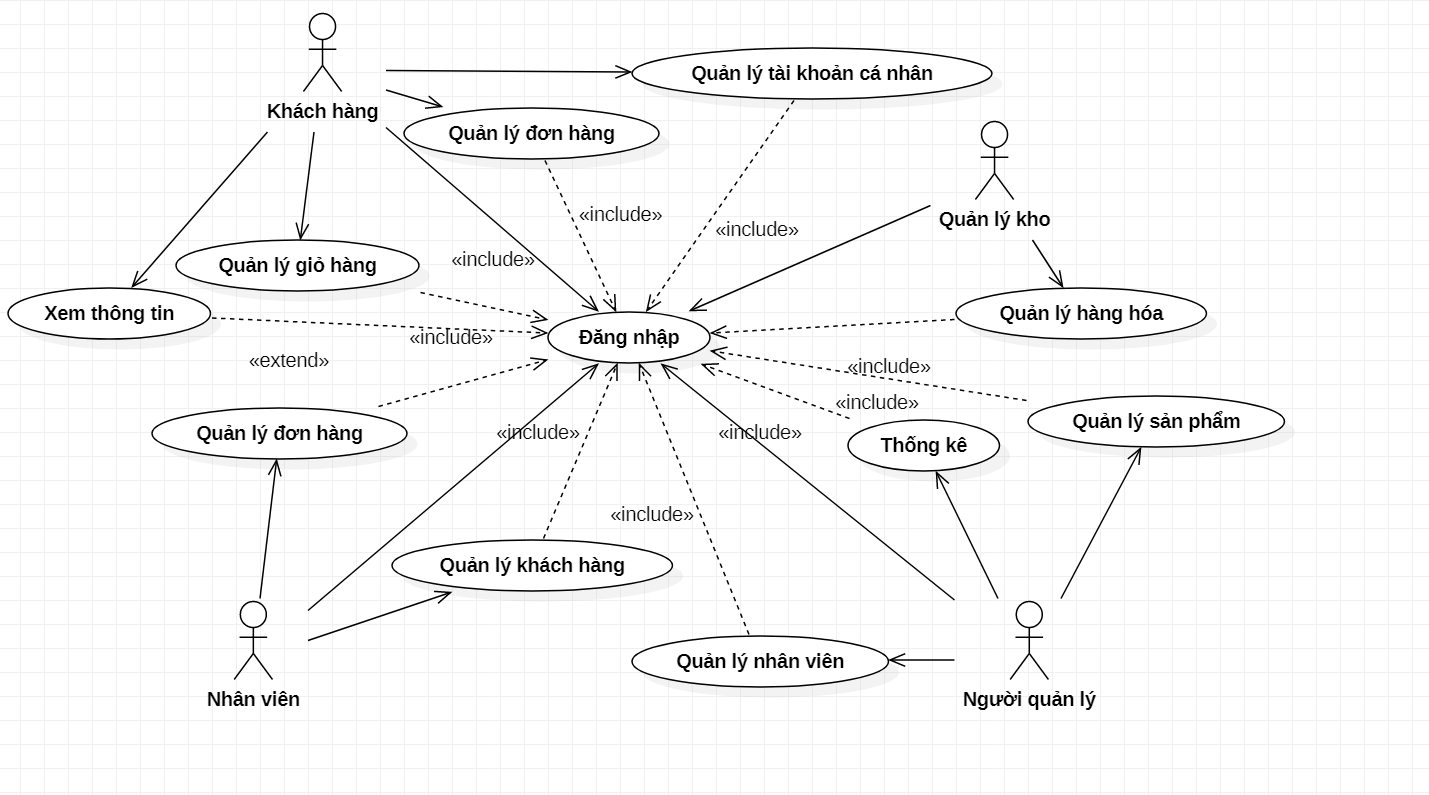 Khách hàng
Quản lý tài khoản cá nhân
Quản lý đơn hàng
Quản lý kho
«include»
«include»
«include»
Quản lý giỏ hàng
Xem thông tin
Quản lý hàng hóa
Đăng nhập
«include»
«extend»
«include»
«include»
Quản lý sản phẩm
Quản lý đơn hàng
«include»
«include»
Thống kê
«include»
Quản lý khách hàng
Quản lý nhân viên
Nhân viên
Người quản lý